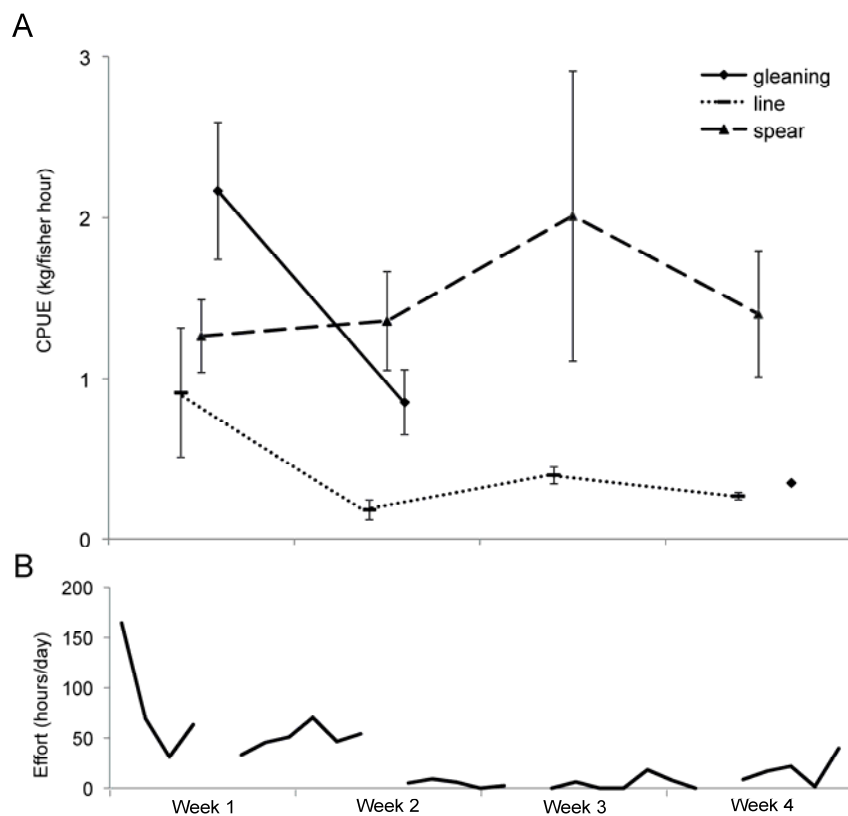 A
3
2
1
0
CPUE (kg/fisher hour)
gleaning
line
spear
B
200
150
100
50
0
Effort (hours/day)
Week 1
Week 2
Week 3
Week 4